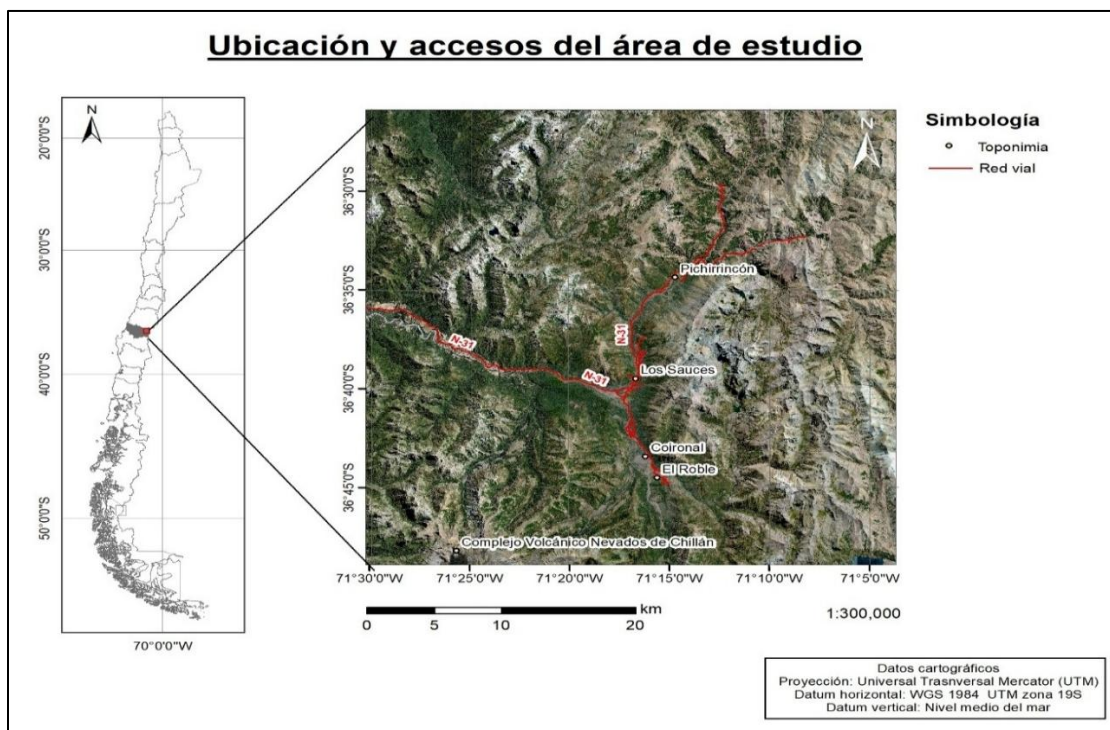 Ubicación y accesos del área de estudio
N
20°0'0"S
30°0'0"S
40°0'0"S
50°0'0"S
70°0'0"W
N
36°30'0"S
36°35'0"S
36°40'0"S
36°45'0"S
Pichirrincón
N-31
N-31
N-31
Los Sauces
Coironal
El Roble
Complejo Volcánico Nevados de Chillán
71°30'0"W
71°25'0"W
71°20'0"W
71°15'0"W
71°10'0"W
71°5'0"W
km
0 5 10 20
1:300,000
Simbología
Toponimia
Red vial
Datos cartográficos
Proyección: Universal Trasnversal Mercator (UTM)
Datum horizontal: WGS 1984 UTM zona 19S
Datum vertical: Nivel medio del mar